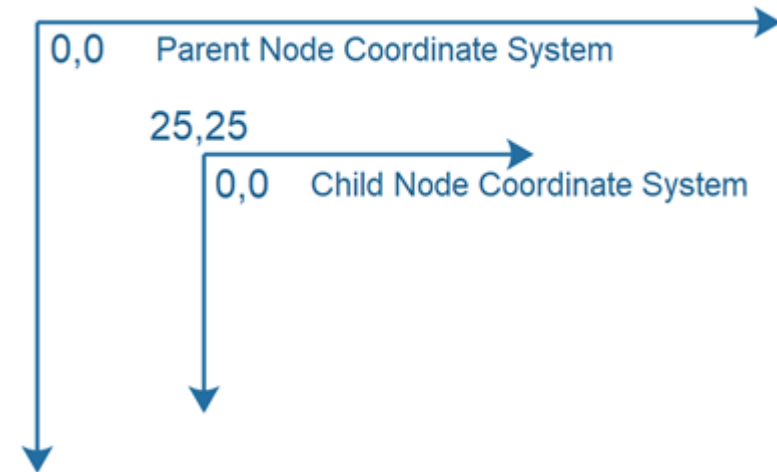 0,0 Parent Node Coordinate System
25,25
0,0 Child Node Coordinate System